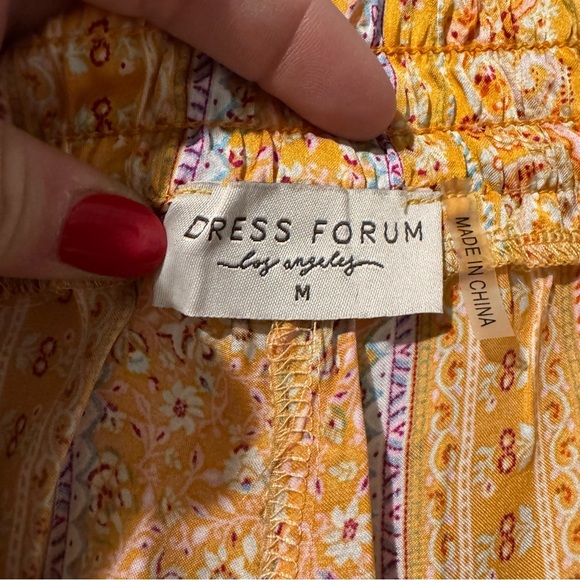 DRESS FORUM
los angeles
M
MADE IN CHINA